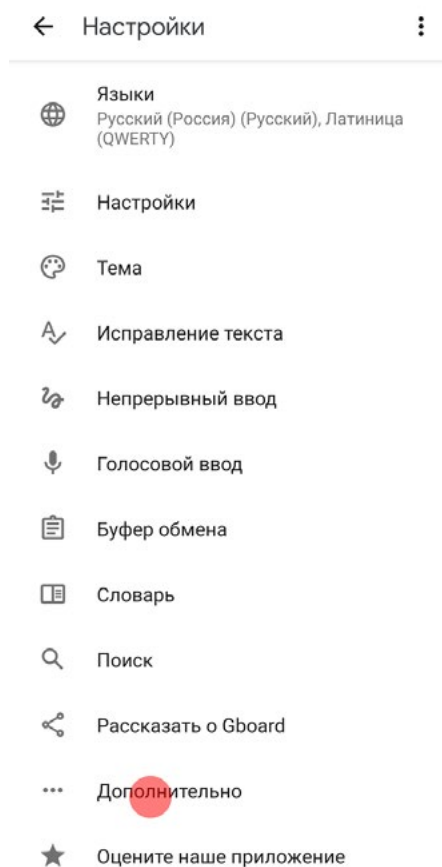 Настройки
Языки
Русский (Россия) (Русский), Латиница
(QWERTY)
Настройки
Тема
Исправление текста
Непрерывный ввод
Голосовой ввод
Буфер обмена
Словарь
Поиск
Рассказать о Gboard
Дополнительно
Оцените наше приложение